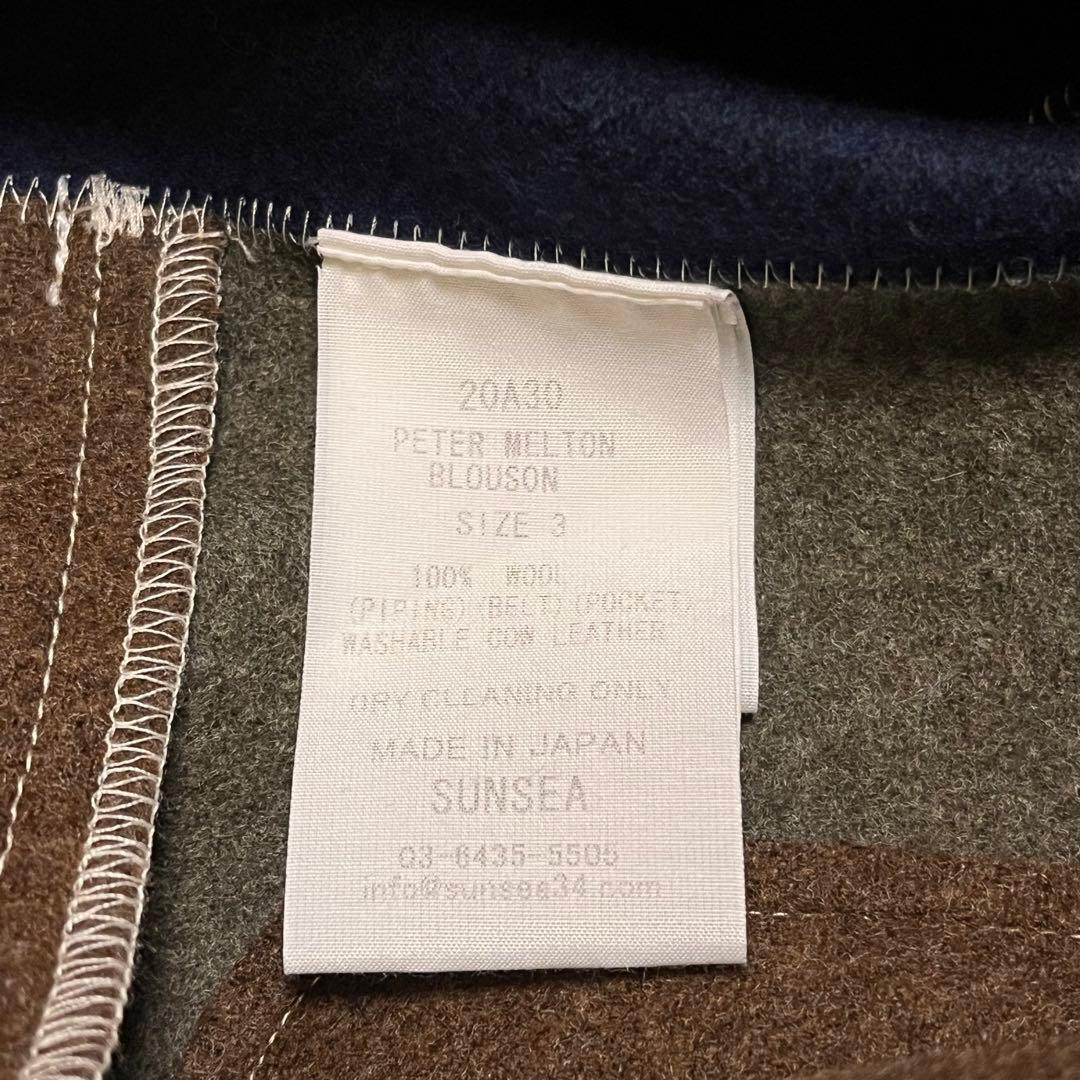 20A30
PETER MELTON
BLOUSON
SIZE 3
100% WOOL
(PIPING)(BELT)(POCKET)
WASHABLE COW LEATHER
DRY CLEANING ONLY
MADE IN JAPAN
SUNSEA
03-6435-5505
info@sunsea34.com